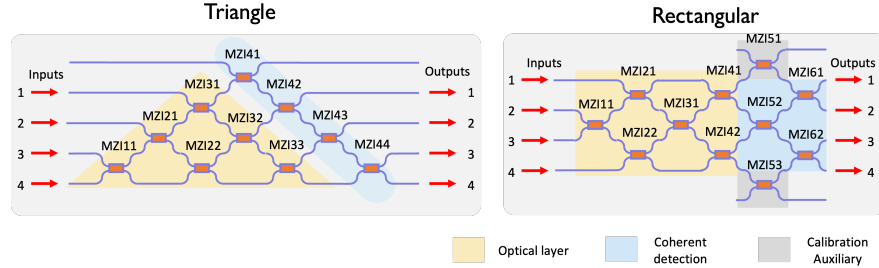 Triangle
Rectangular
MZI41
Inputs
MZI31
MZI42
Outputs
1
1
MZI21
MZI32
MZI43
2
2
MZI11
MZI22
MZI33
MZI44
3
3
4
4
MZI51
Inputs
MZI21
MZI41
MZI61
Outputs
1
1
MZI11
MZI31
MZI52
2
2
MZI22
MZI42
MZI62
3
3
MZI53
4
4
Optical layer
Coherent
detection
Calibration
Auxiliary